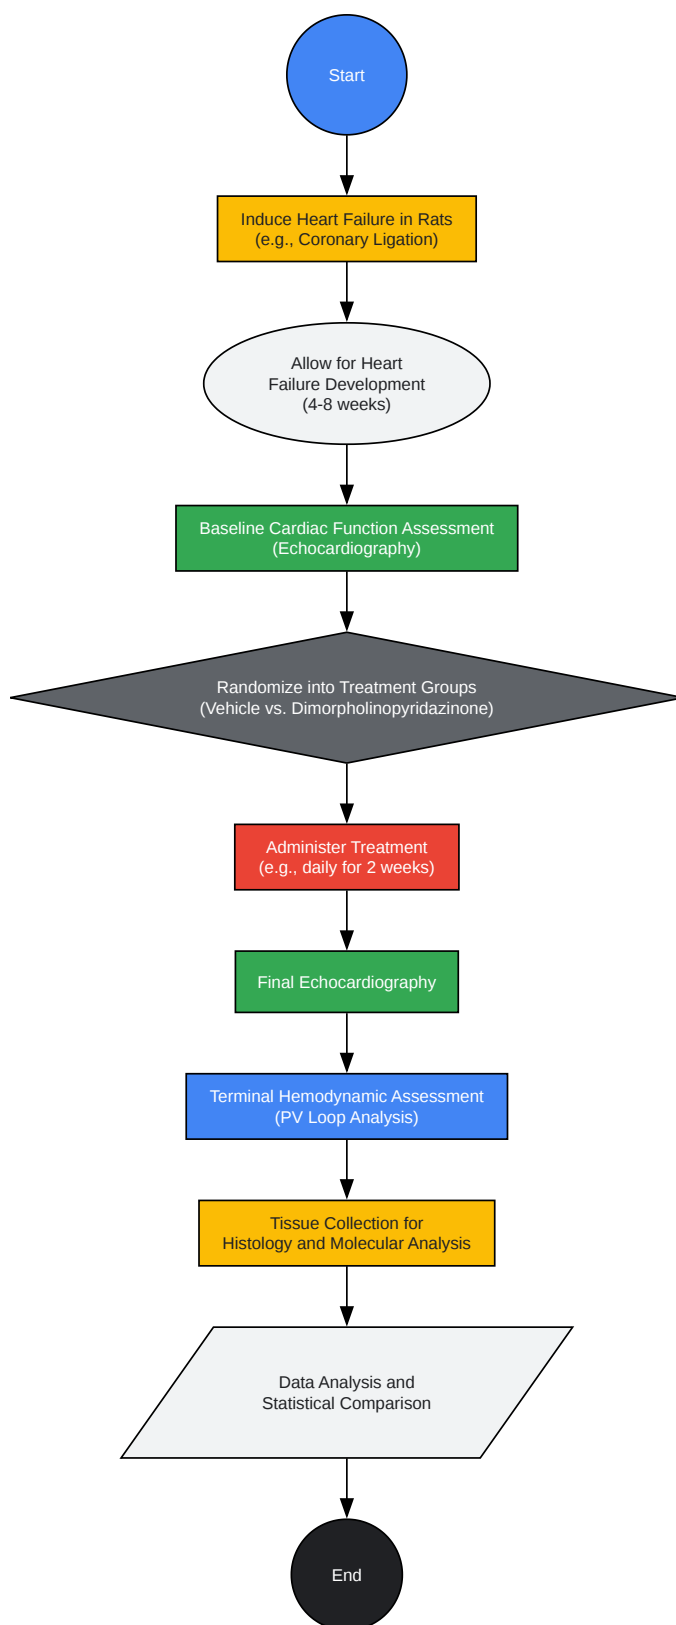 Start
Induce Heart Failure in Rats
(e.g., Coronary Ligation)
Allow for Heart
Failure Development
(4-8 weeks)
Baseline Cardiac Function Assessment
(Echocardiography)
Randomize into Treatment Groups
(Vehicle vs. Dimorpholinopyridazinone)
Administer Treatment
(e.g., daily for 2 weeks)
Final Echocardiography
Terminal Hemodynamic Assessment
(PV Loop Analysis)
Tissue Collection for
Histology and Molecular Analysis
Data Analysis and
Statistical Comparison
End